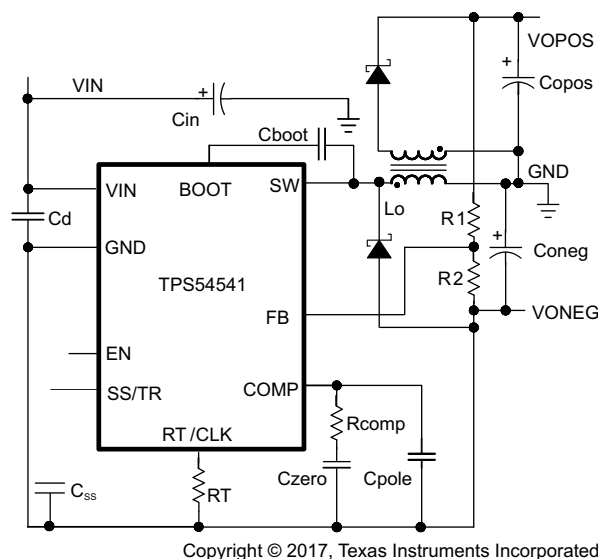 VOPOS
VIN
+
Copos
+
Cin
Cboot
GND
BOOT
SW
VIN
Lo
R1
Cd
GND
+
Coneg
TPS54541
R2
FB
VONEG
EN
SS/TR
COMP
Rcomp
RT/CLK
Czero
Cpole
Css
RT
Copyright © 2017, Texas Instruments Incorporated